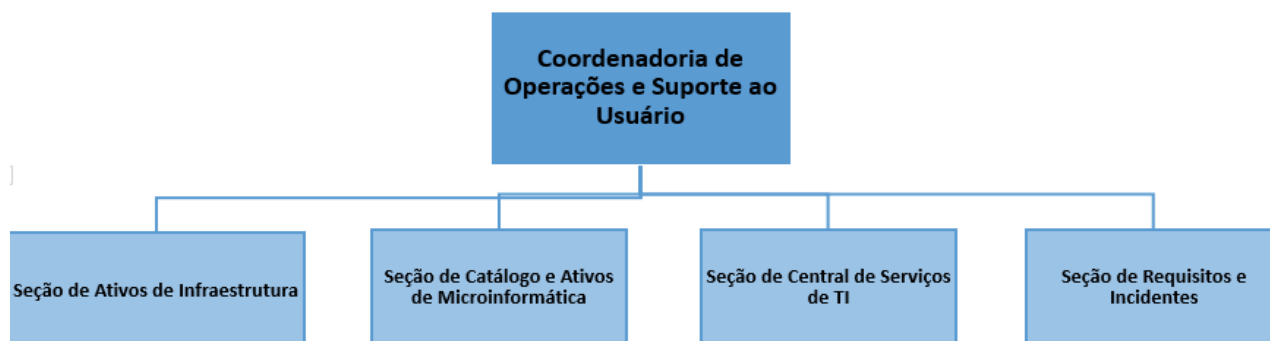 Coordenadoria de
Operações e Suporte ao
Usuário
Seção de Ativos de Infraestrutura
Seção de Catálogo e Ativos
de Microinformática
Seção de Central de Serviços
de TI
Seção de Requisitos e
Incidentes